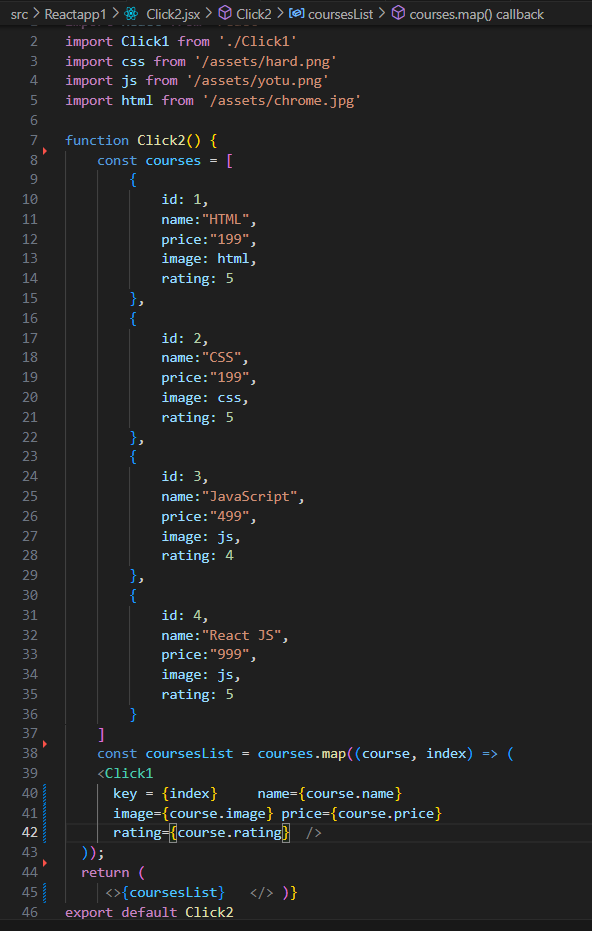 src > Reactapp1 > Click2.jsx > Click2 > coursesList > courses.map() callback
2 import Click1 from './Click1'
3 import css from '/assets/hard.png'
4 import js from '/assets/yotu.png'
5 import html from '/assets/chrome.jpg'
6
7 function Click2() {
8     const courses = [
9         {
10             id: 1,
11             name:"HTML",
12             price:"199",
13             image: html,
14             rating: 5
15         },
16         {
17             id: 2,
18             name:"CSS",
19             price:"199",
20             image: css,
21             rating: 5
22         },
23         {
24             id: 3,
25             name:"JavaScript",
26             price:"499",
27             image: js,
28             rating: 4
29         },
30         {
31             id: 4,
32             name:"React JS",
33             price:"999",
34             image: js,
35             rating: 5
36         }
37     ]
38     const coursesList = courses.map((course, index) => (
39     <Click1
40       key = {index}     name={course.name}
41       image={course.image} price={course.price}
42       rating={course.rating}  />
43   ));
44   return (
45      <>{coursesList}   </> )}
46 export default Click2